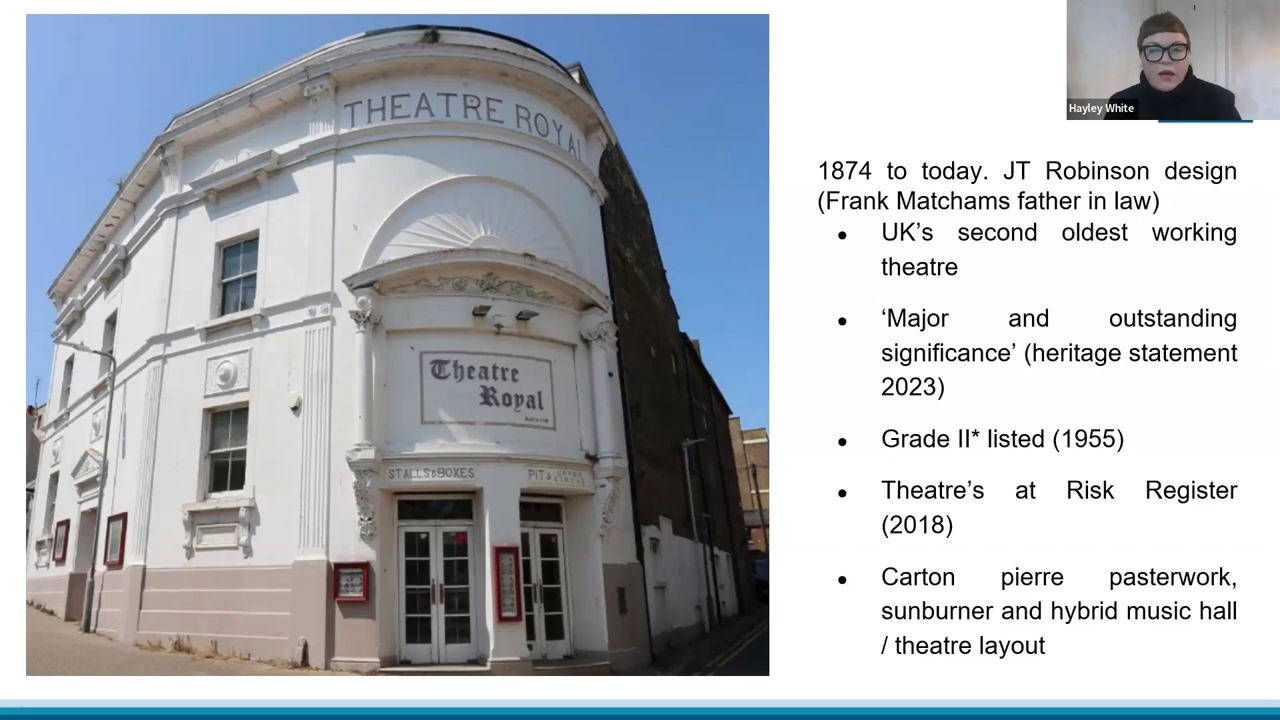 THEATRE ROYAL
Theatre
Royal
STALLS & BOXES
PIT & UPPER
CIRCLE
Hayley White
1874 to today. JT Robinson design
(Frank Matchams father in law)
● UK’s second oldest working
theatre
● ‘Major and outstanding
significance’ (heritage statement
2023)
● Grade II* listed (1955)
● Theatre’s at Risk Register
(2018)
● Carton pierre pasterwork,
sunburner and hybrid music hall
/ theatre layout